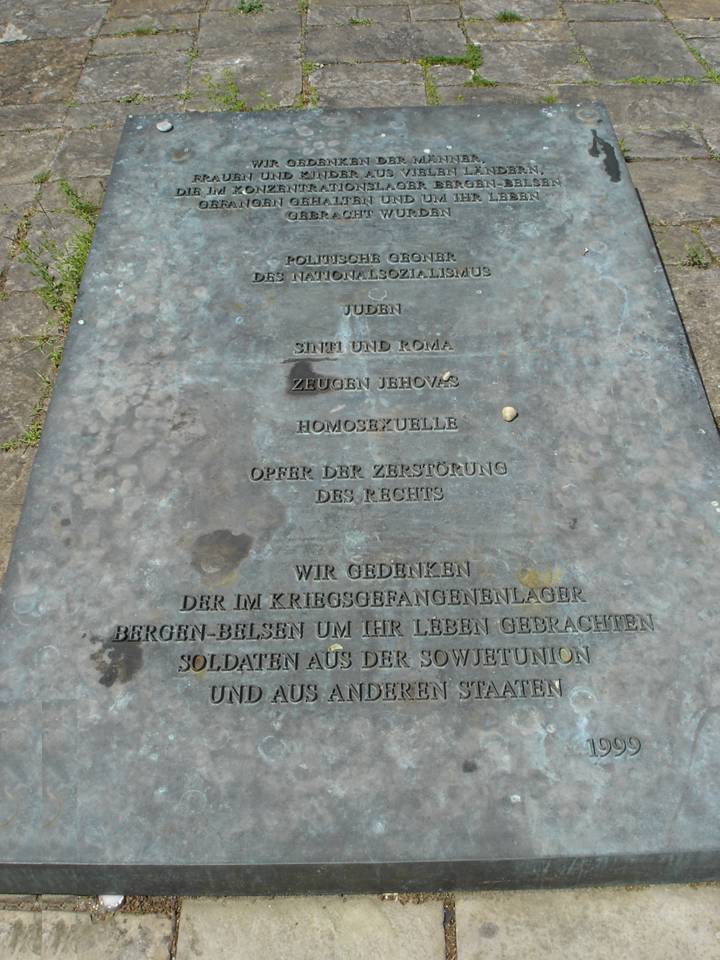 WIR GEDENKEN DER MÄNNER,
FRAUEN UND KINDER AUS VIELEN LÄNDERN,
DIE IM KONZENTRATIONSLAGER BERGEN-BELSEN
GEFANGEN GEHALTEN UND UM IHR LEBEN
GEBRACHT WURDEN
POLITISCHE GEGNER
DES NATIONALSOZIALISMUS
JUDEN
SINTI UND ROMA
ZEUGEN JEHOVAS
HOMOSEXUELLE
OPFER DER ZERSTÖRUNG
DES RECHTS
WIR GEDENKEN
DER IM KRIEGSGEFANGENENLAGER
BERGEN-BELSEN UM IHR LEBEN GEBRACHTEN
SOLDATEN AUS DER SOWJETUNION
UND AUS ANDEREN STAATEN
1999